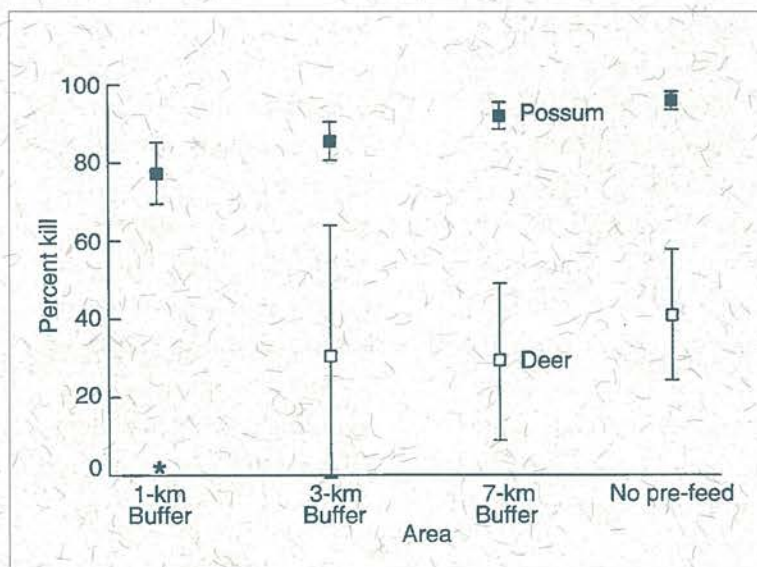 100
80
60
40
20
0
Percent kill
Possum
Deer
*
1-km Buffer
3-km Buffer
7-km Buffer
No pre-feed
Area